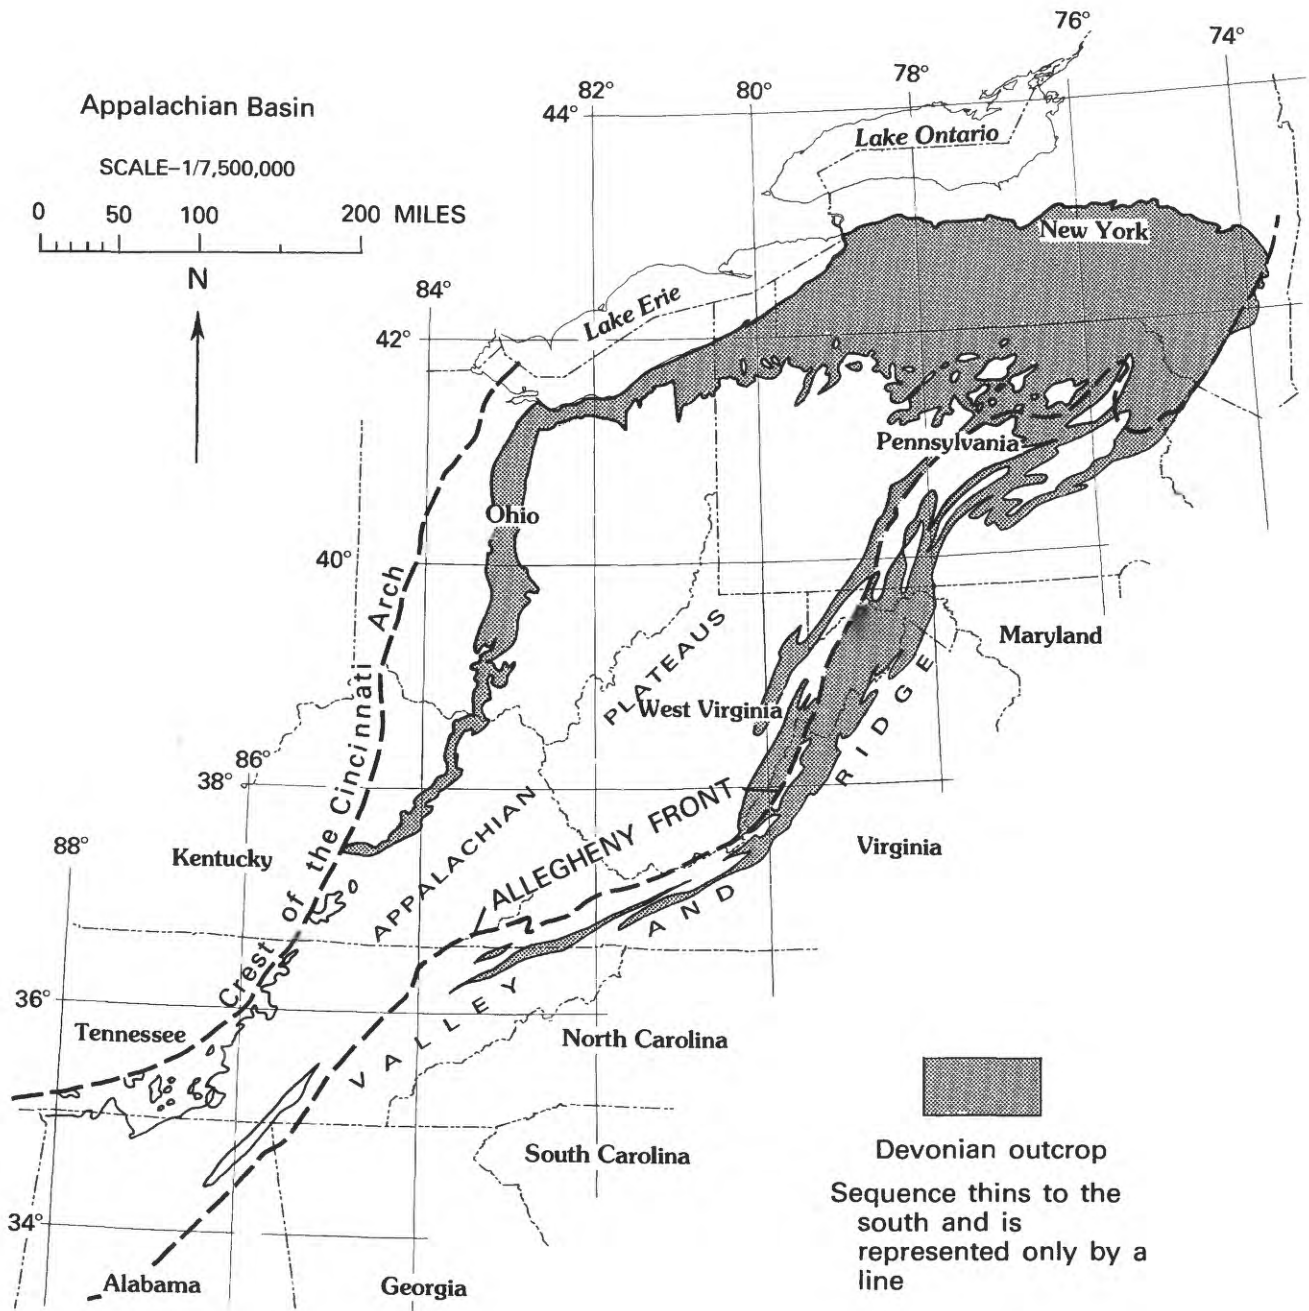 76°
74°
78°
82°
80°
44°
Appalachian Basin
SCALE–1/7,500,000
0 50 100 200 MILES
N
Lake Ontario
New York
84°
Lake Erie
42°
Pennsylvania
Ohio
40°
Crest of the Cincinnati Arch
Maryland
APPALACHIAN PLATEAUS
West Virginia
38°
86°
ALLEGHENY FRONT
88°
Kentucky
Virginia
VALLEY AND RIDGE
36°
Tennessee
North Carolina
South Carolina
34°
Alabama
Georgia
Devonian outcrop
Sequence thins to the
south and is
represented only by a
line